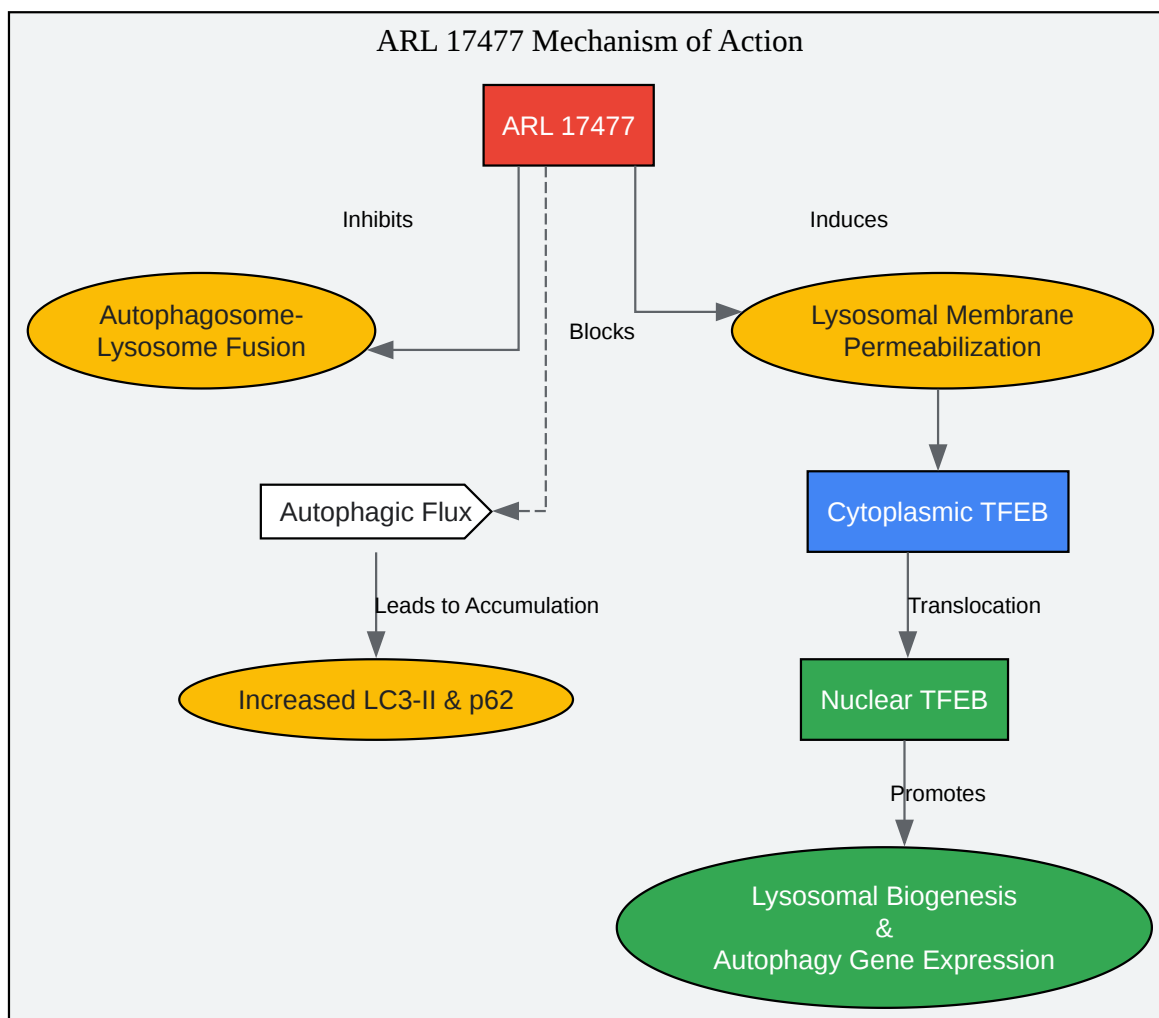 ARL 17477 Mechanism of Action
ARL 17477
Inhibits
Induces
Autophagosome-
Lysosome Fusion
Blocks
Lysosomal Membrane
Permeabilization
Autophagic Flux
Cytoplasmic TFEB
Leads to Accumulation
Translocation
Increased LC3-II & p62
Nuclear TFEB
Promotes
Lysosomal Biogenesis
&
Autophagy Gene Expression